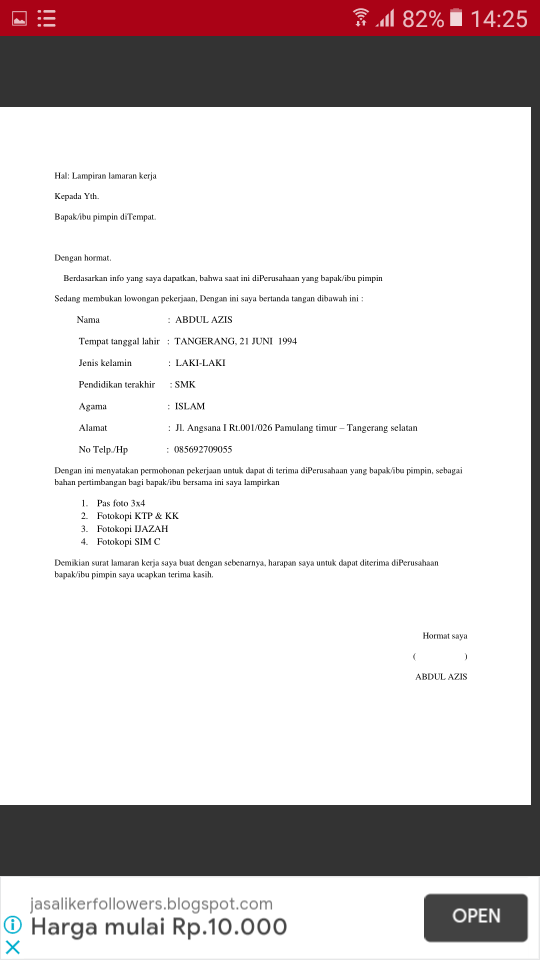 82% 14:25
Hal: Lampiran lamaran kerja
Kepada Yth.
Bapak/ibu pimpin diTempat.
Dengan hormat.
Berdasarkan info yang saya dapatkan, bahwa saat ini diPerusahaan yang bapak/ibu pimpin
Sedang membukan lowongan pekerjaan, Dengan ini saya bertanda tangan dibawah ini :
Nama : ABDUL AZIS
Tempat tanggal lahir : TANGERANG, 21 JUNI 1994
Jenis kelamin : LAKI-LAKI
Pendidikan terakhir : SMK
Agama : ISLAM
Alamat : Jl. Angsana I Rt.001/026 Pamulang timur – Tangerang selatan
No Telp./Hp : 085692709055
Dengan ini menyatakan permohonan pekerjaan untuk dapat di terima diPerusahaan yang bapak/ibu pimpin, sebagai
bahan pertimbangan bagi bapak/ibu bersama ini saya lampirkan
1. Pas foto 3x4
2. Fotokopi KTP & KK
3. Fotokopi IJAZAH
4. Fotokopi SIM C
Demikian surat lamaran kerja saya buat dengan sebenarnya, harapan saya untuk dapat diterima diPerusahaan
bapak/ibu pimpin saya ucapkan terima kasih.
Hormat saya
( )
ABDUL AZIS
jasalikerfollowers.blogspot.com
Harga mulai Rp.10.000
OPEN